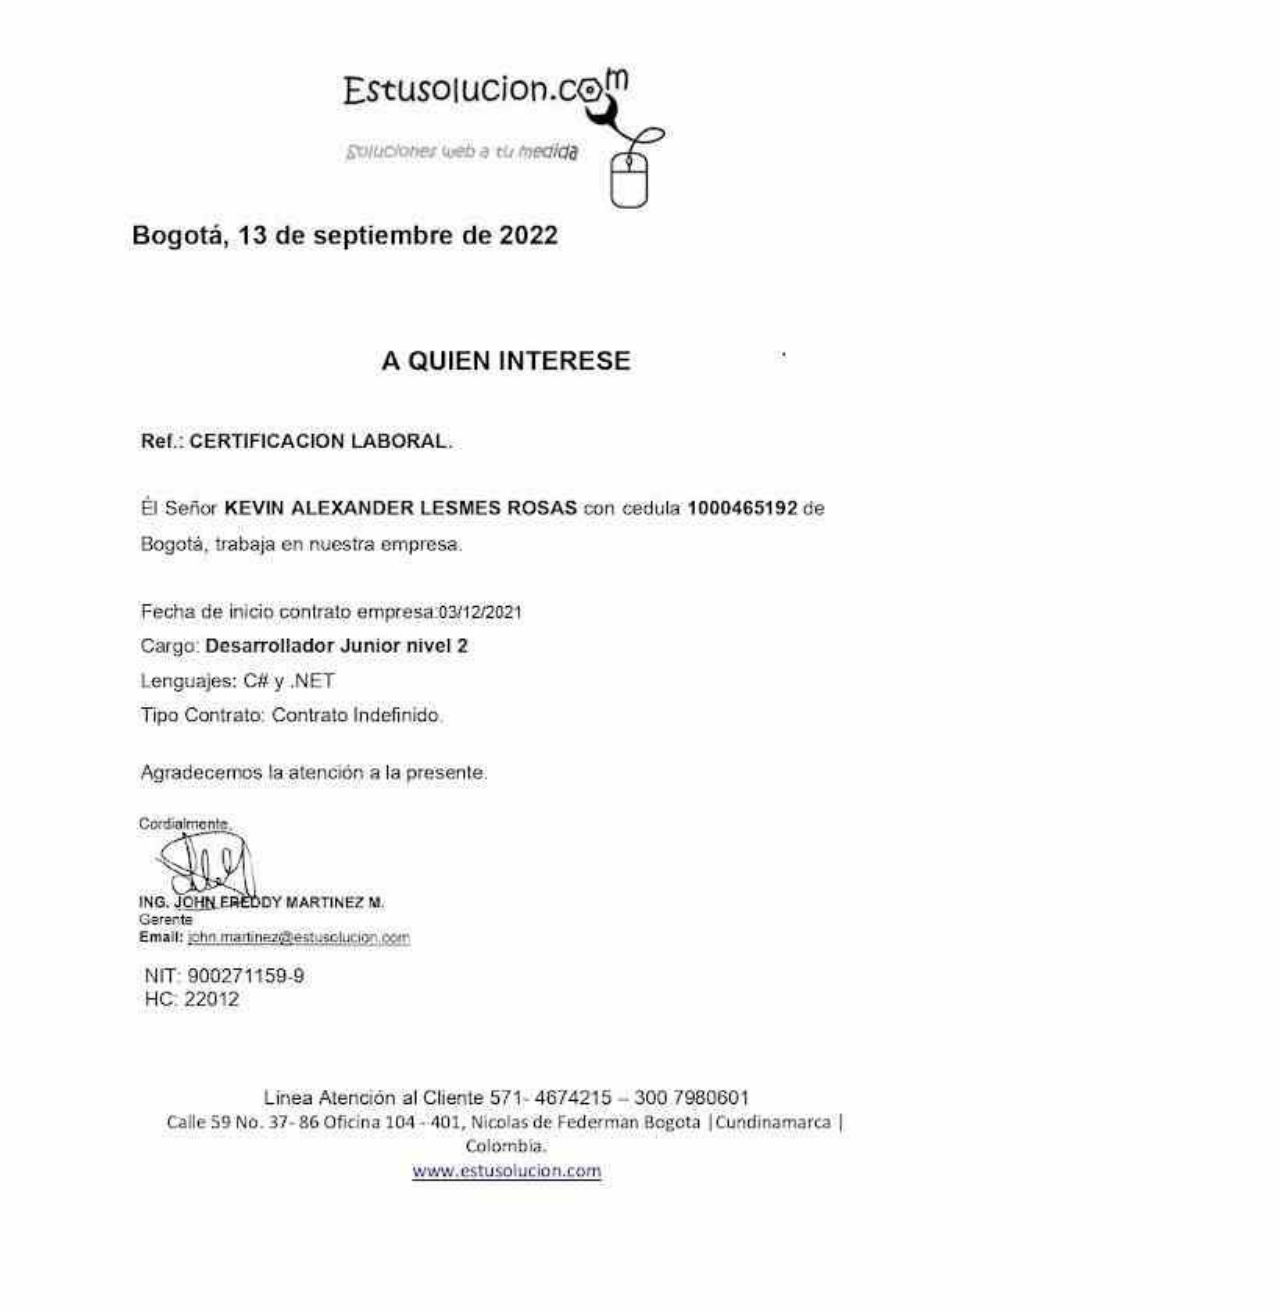 Estusolucion.com
Soluciones web a tu medida
Bogotá, 13 de septiembre de 2022
A QUIEN INTERESE
Ref.: CERTIFICACION LABORAL.
Él Señor KEVIN ALEXANDER LESMES ROSAS con cedula 1000465192 de
Bogotá, trabaja en nuestra empresa.
Fecha de inicio contrato empresa:03/12/2021
Cargo: Desarrollador Junior nivel 2
Lenguajes: C# y .NET
Tipo Contrato: Contrato Indefinido.
Agradecemos la atención a la presente.
Cordialmente,
ING. JOHN FREDDY MARTINEZ M.
Gerente
Email: john.martinez@estusolucion.com
NIT: 900271159-9
HC: 22012
Linea Atención al Cliente 571- 4674215 – 300 7980601
Calle 59 No. 37- 86 Oficina 104 - 401, Nicolas de Federman Bogota |Cundinamarca |
Colombia.
www.estusolucion.com